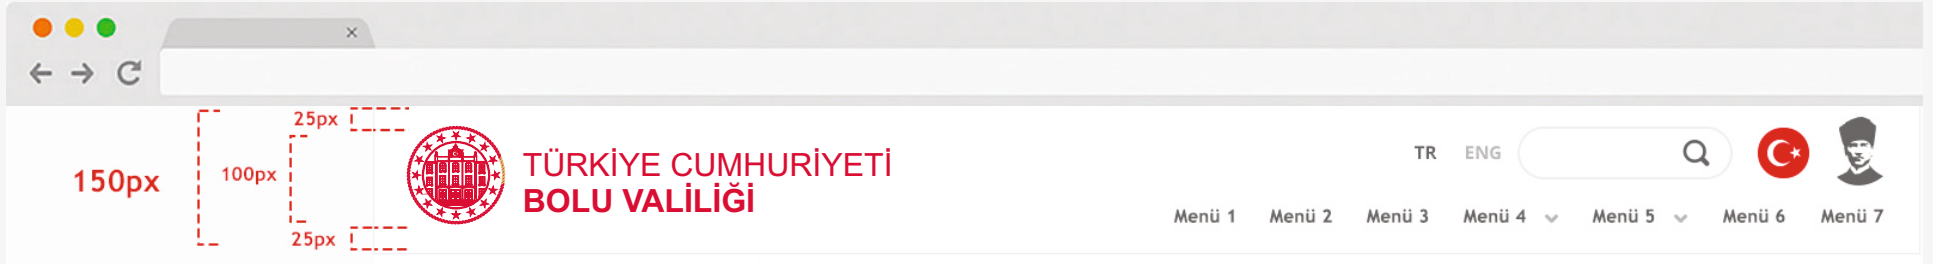 25px
150px
100px
25px
TÜRKİYE CUMHURİYETİ
BOLU VALİLİĞİ
TR ENG
Menü 1 Menü 2 Menü 3 Menü 4 Menü 5 Menü 6 Menü 7